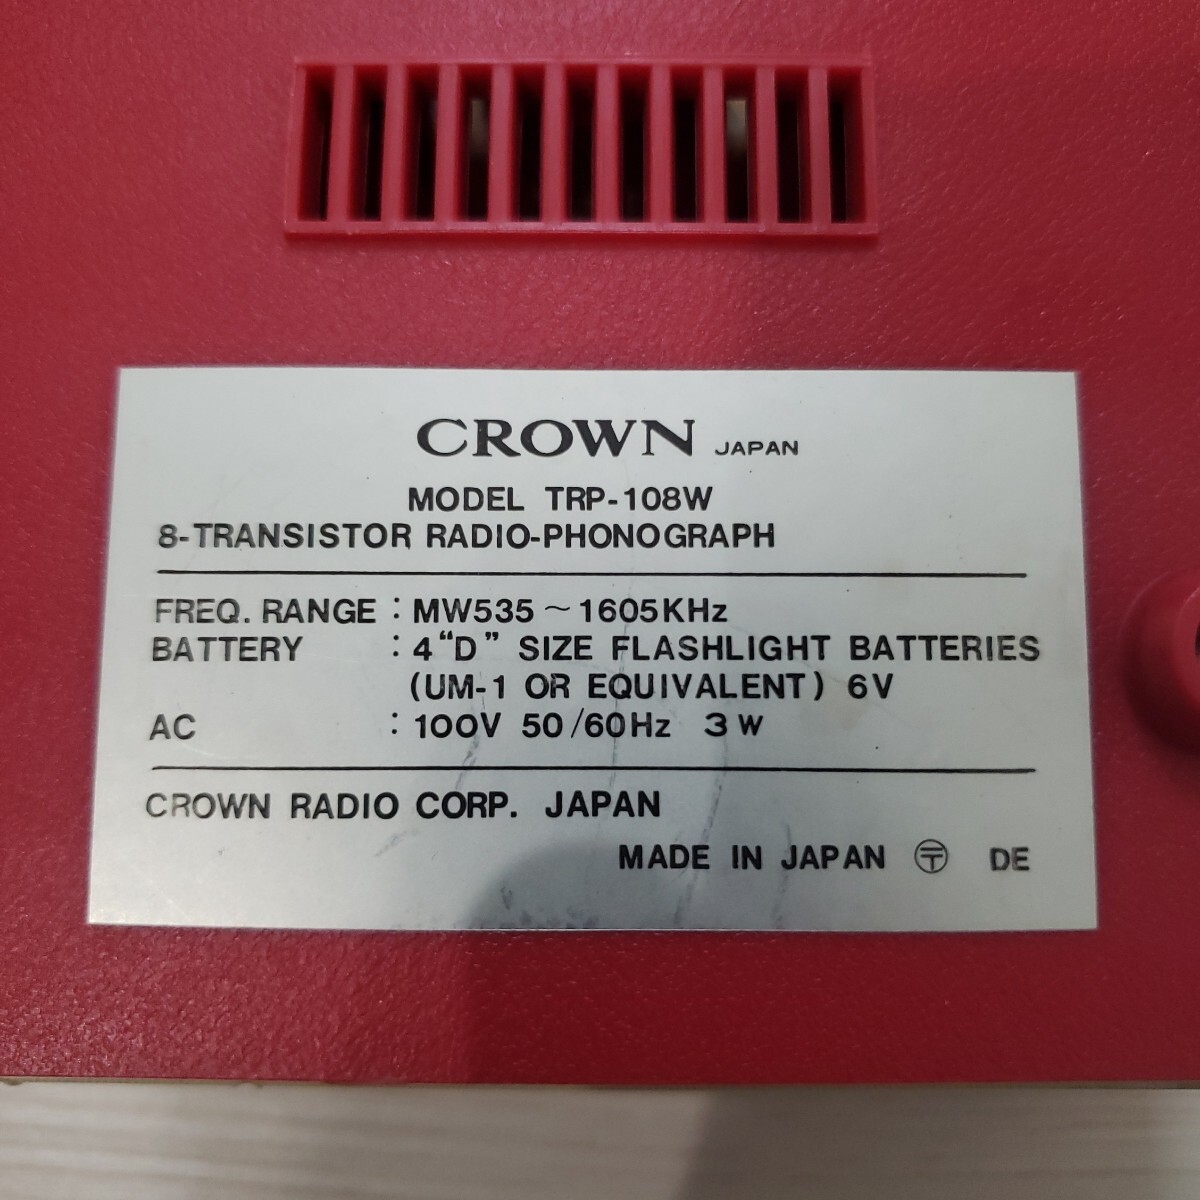 CROWN JAPAN
MODEL TRP-108W
8-TRANSISTOR RADIO-PHONOGRAPH
FREQ. RANGE : MW535 ~ 1605KHz
BATTERY : 4 “D” SIZE FLASHLIGHT BATTERIES
(UM-1 OR EQUIVALENT) 6V
AC : 100V 50/60Hz 3W
CROWN RADIO CORP. JAPAN
MADE IN JAPAN 〶 DE